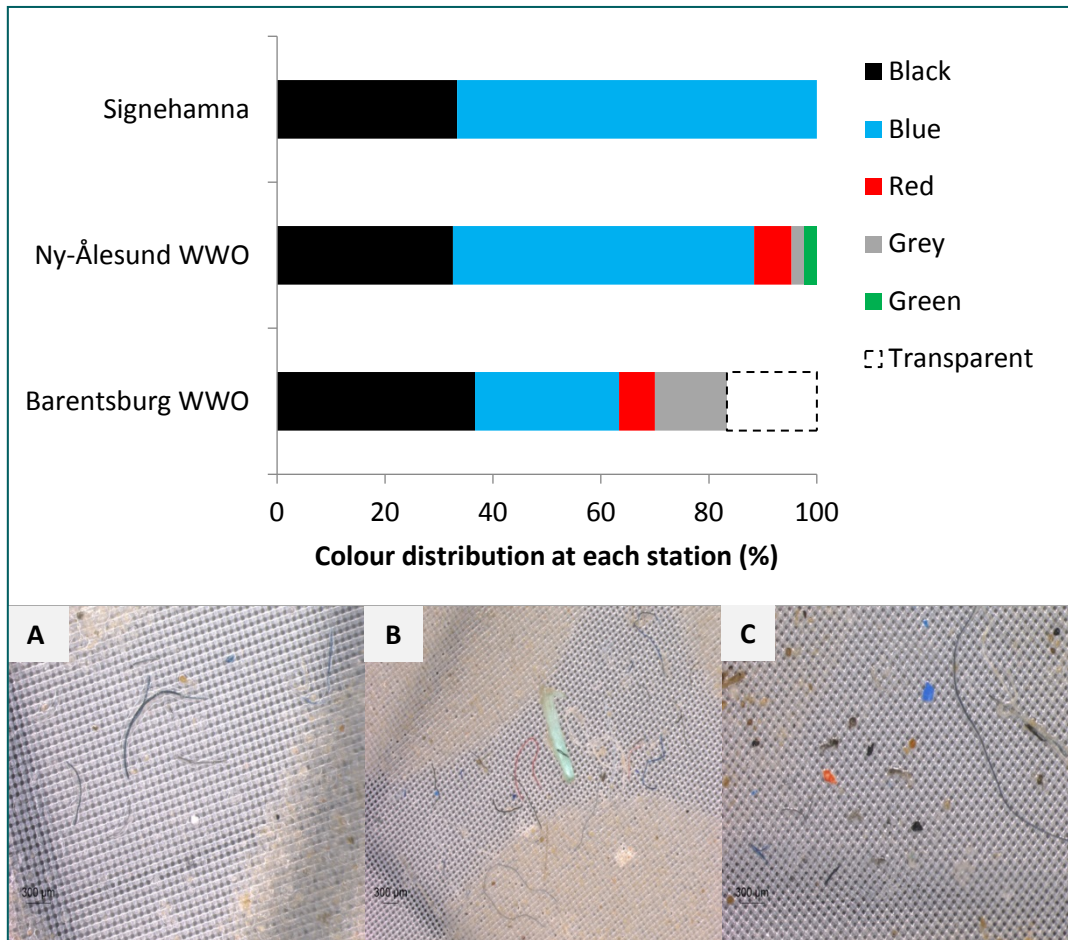 Signehamna
Ny-Ålesund WWO
Barentsburg WWO
0 20 40 60 80 100
Colour distribution at each station (%)
Black
Blue
Red
Grey
Green
Transparent
A
B
C
300 µm
300 µm
300 µm